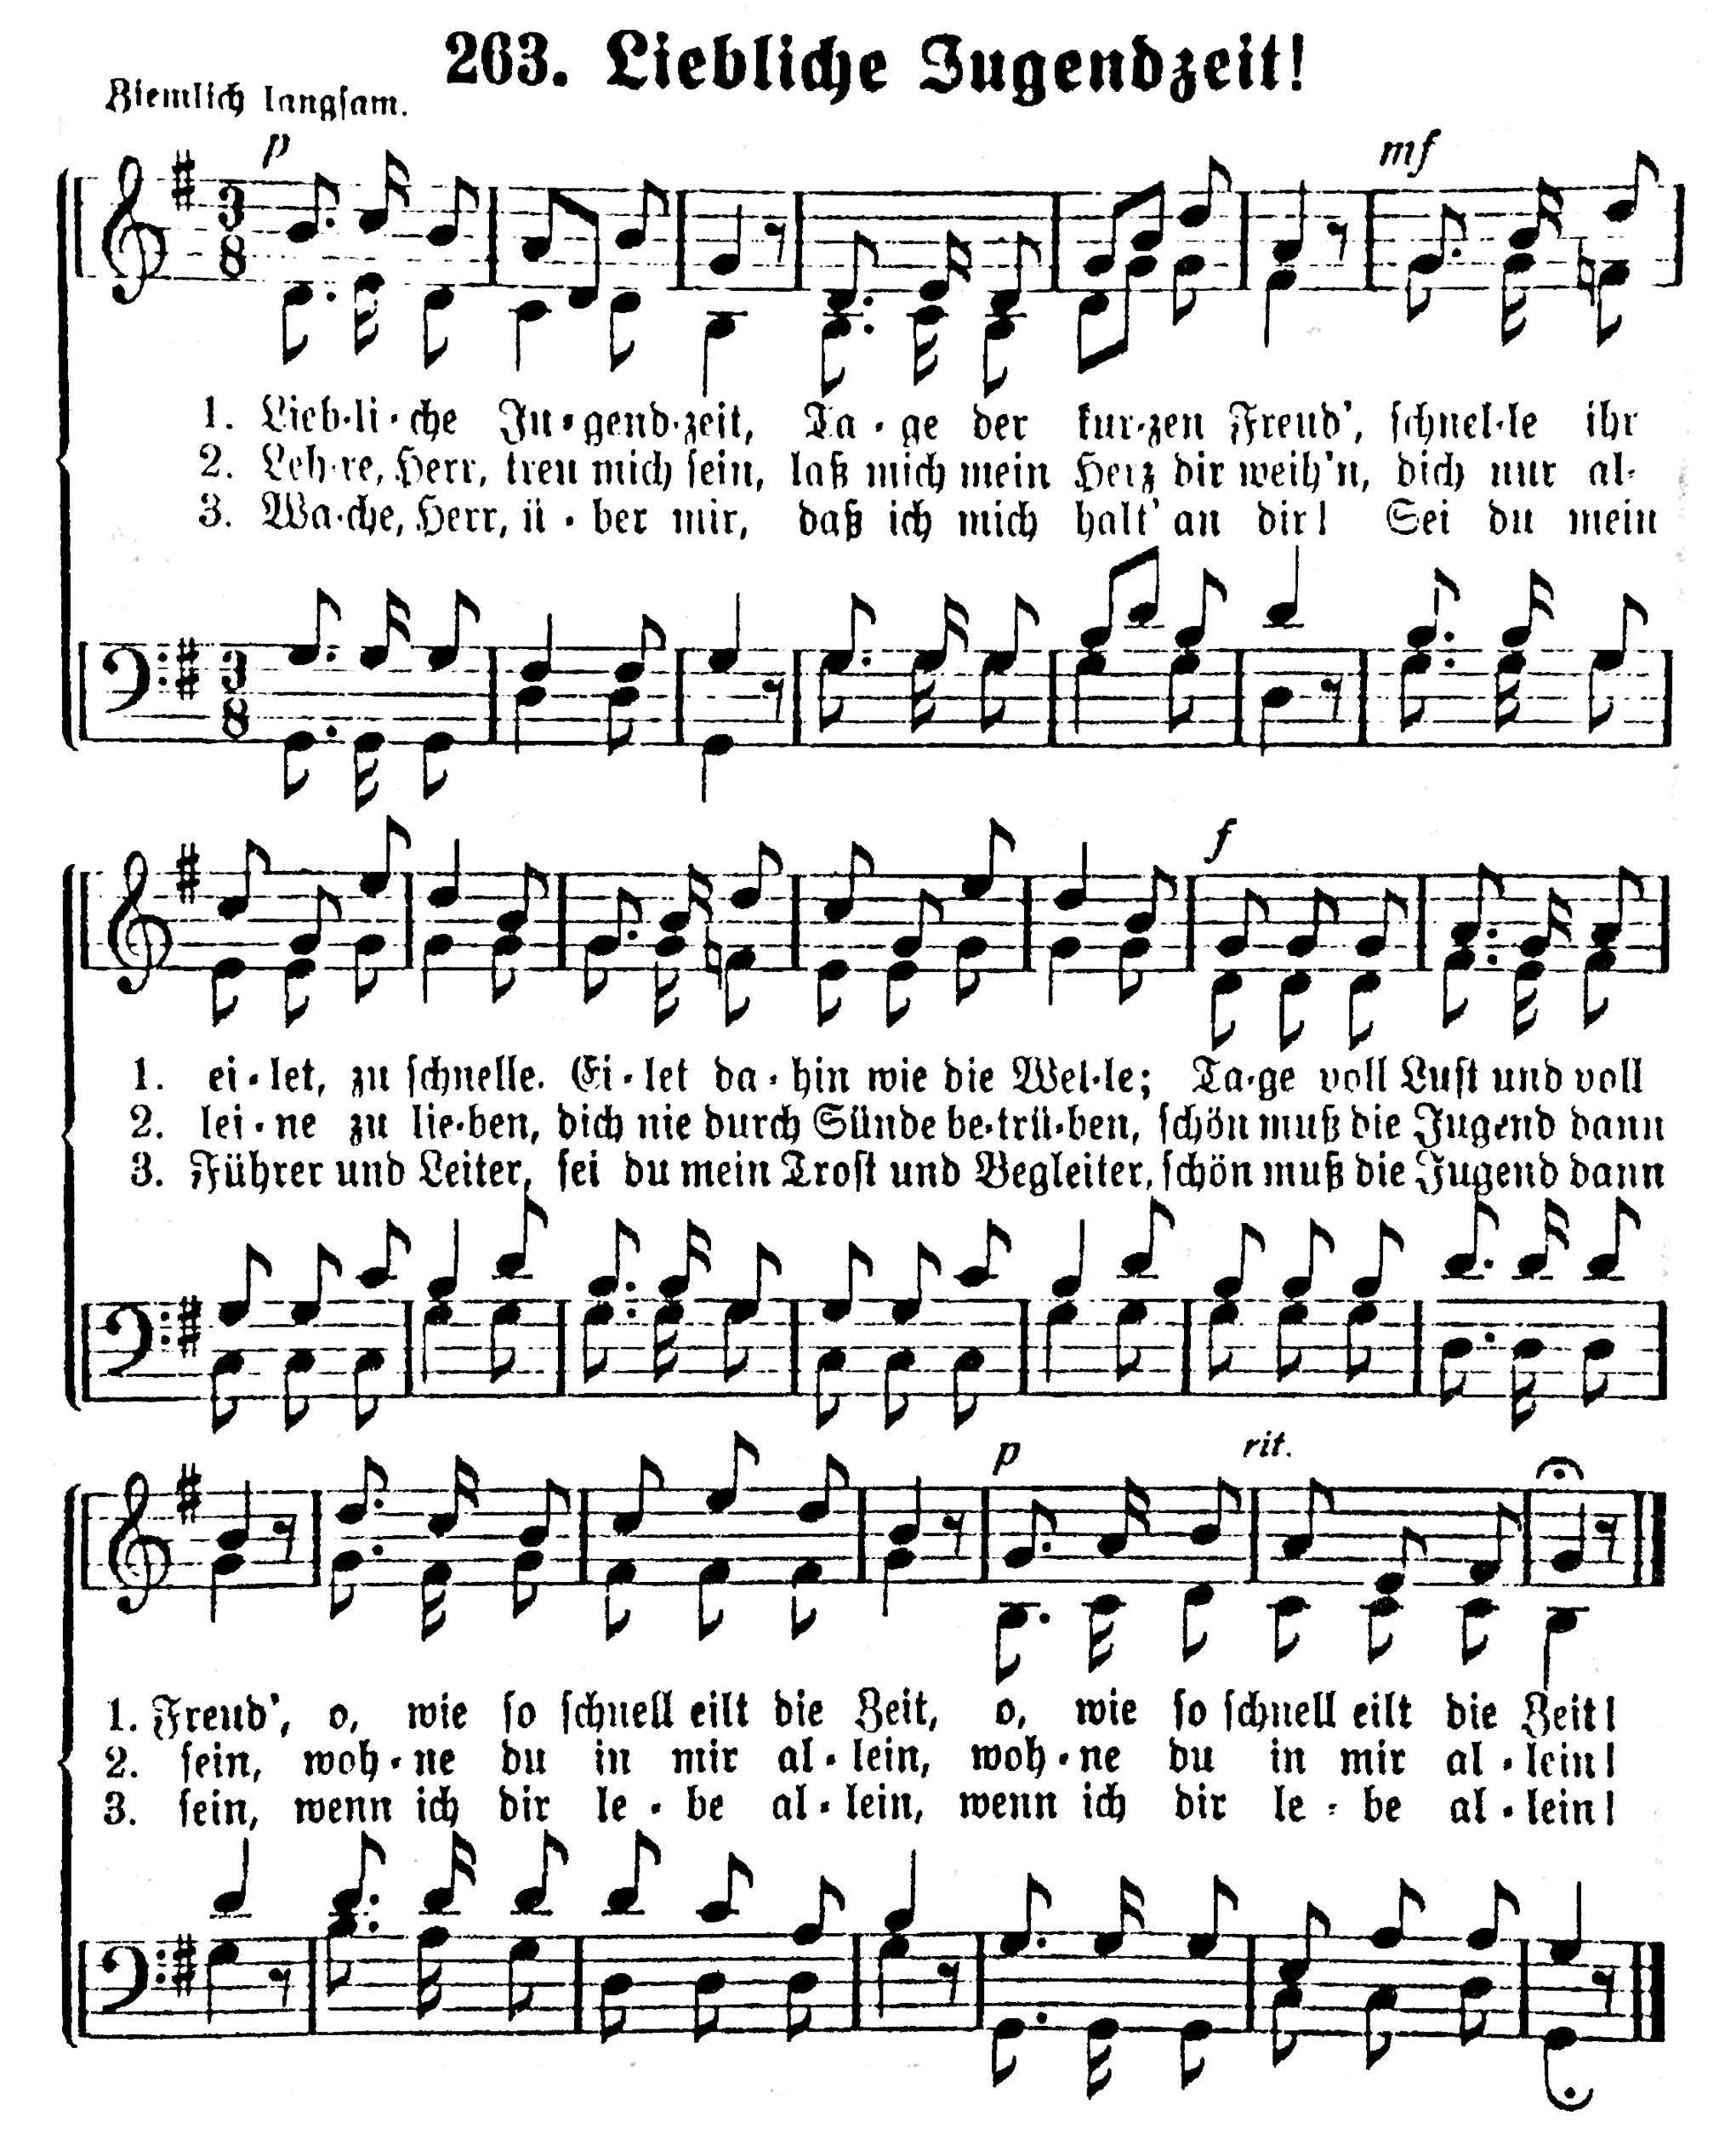 263. Liebliche Jugendzeit!
Ziemlich langsam.
p
mf
1. Lieb·li·che Ju·gend·zeit, Ta·ge der kur·zen Freud’, schnel·le ihr
2. Leh·re, Herr, treu mich sein, laß mich mein Herz dir weih’n, dich nur al-
3. Wa·che, Herr, ü·ber mir, daß ich mich halt’ an dir! Sei du mein
f
1. ei·let, zu schnelle. Ei·let da·hin wie die Wel·le; Ta·ge voll Lust und voll
2. lei·ne zu lie·ben, dich nie durch Sünde be·trü·ben, schön muß die Jugend dann
3. Führer und Leiter, sei du mein Trost und Begleiter, schön muß die Jugend dann
p
rit.
1. Freud’, o, wie so schnell eilt die Zeit, o, wie so schnell eilt die Zeit!
2. sein, woh·ne du in mir al·lein, woh·ne du in mir al·lein!
3. sein, wenn ich dir le·be al·lein, wenn ich dir le·be al·lein!